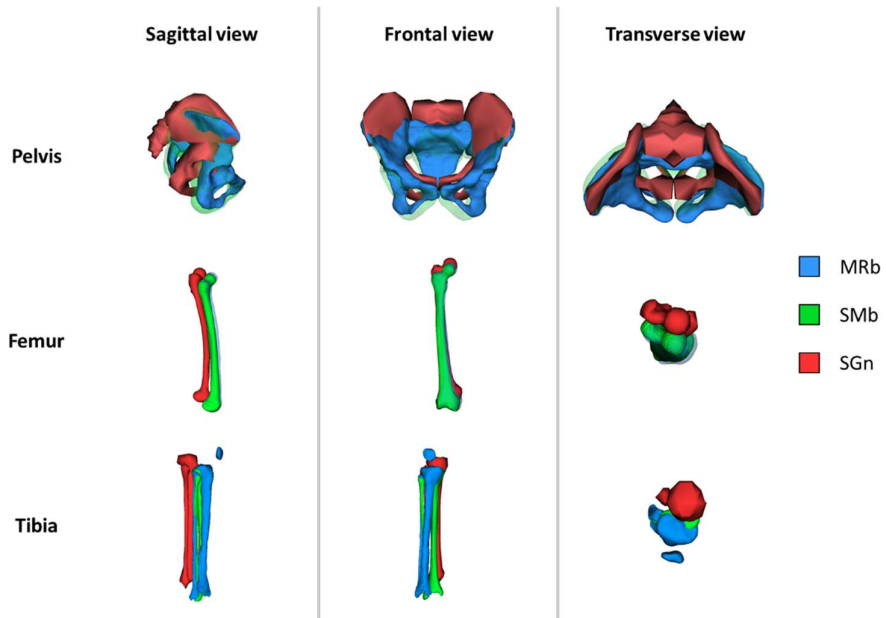 Sagittal view
Frontal view
Transverse view
Pelvis
MRb
SMb
Femur
SGn
Tibia